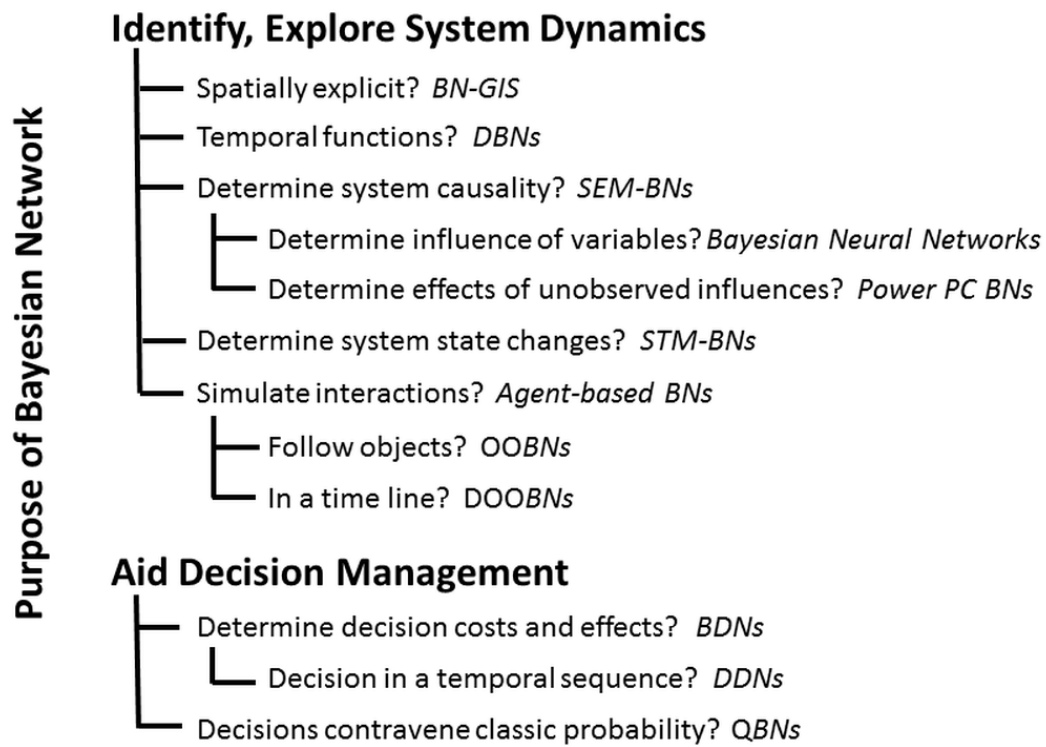 Purpose of Bayesian Network
Identify, Explore System Dynamics
Spatially explicit? BN-GIS
Temporal functions? DBNs
Determine system causality? SEM-BNs
Determine influence of variables? Bayesian Neural Networks
Determine effects of unobserved influences? Power PC BNs
Determine system state changes? STM-BNs
Simulate interactions? Agent-based BNs
Follow objects? OOBNs
In a time line? DOOBNs
Aid Decision Management
Determine decision costs and effects? BDNs
Decision in a temporal sequence? DDNs
Decisions contravene classic probability? QBNs